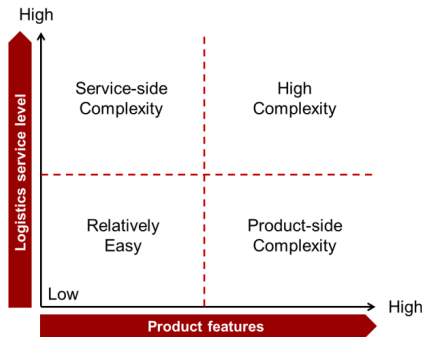 High
Logistics service level
Service-side
Complexity
High
Complexity
Relatively
Easy
Product-side
Complexity
Low
High
Product features